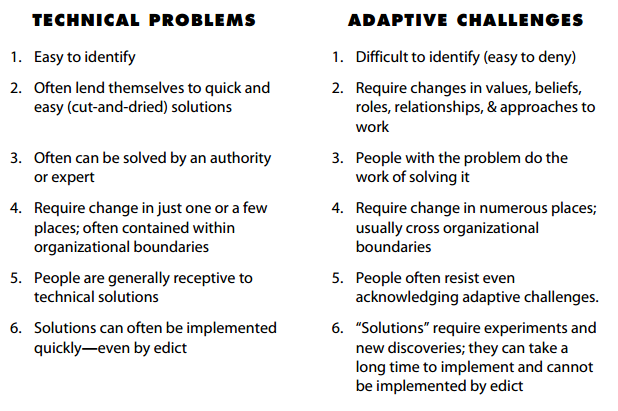 TECHNICAL PROBLEMS
1. Easy to identify
2. Often lend themselves to quick and
easy (cut-and-dried) solutions
3. Often can be solved by an authority
or expert
4. Require change in just one or a few
places; often contained within
organizational boundaries
5. People are generally receptive to
technical solutions
6. Solutions can often be implemented
quickly—even by edict
ADAPTIVE CHALLENGES
1. Difficult to identify (easy to deny)
2. Require changes in values, beliefs,
roles, relationships, & approaches to
work
3. People with the problem do the
work of solving it
4. Require change in numerous places;
usually cross organizational
boundaries
5. People often resist even
acknowledging adaptive challenges.
6. “Solutions” require experiments and
new discoveries; they can take a
long time to implement and cannot
be implemented by edict